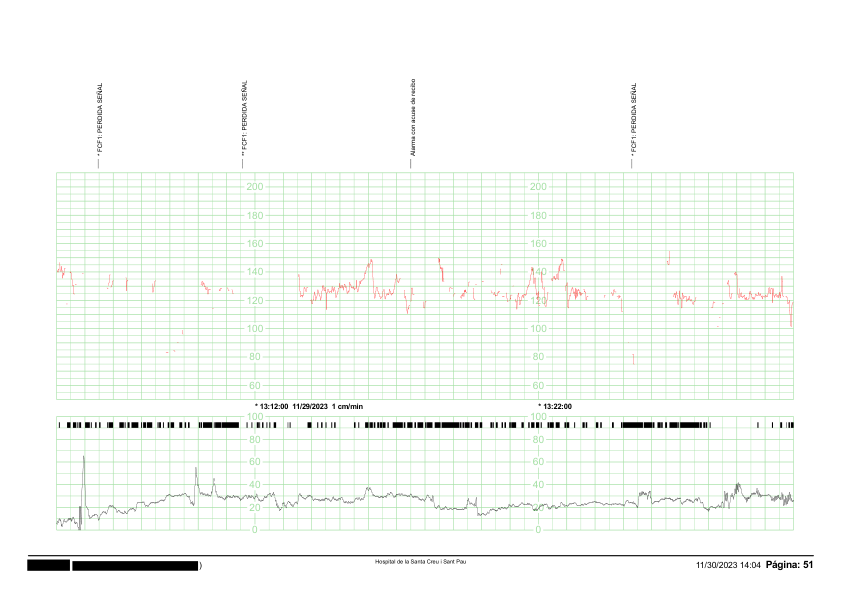 * FCF1: PERDIDA SEÑAL
** FCF1: PERDIDA SEÑAL
Alarma con acuse de recibo
* FCF1: PERDIDA SEÑAL
200 200
180 180
160 160
140 140
120 120
100 100
80 80
60 60
* 13:12:00 11/29/2023 1 cm/min * 13:22:00
100 100
80 80
60 60
40 40
20 20
0 0
)
Hospital de la Santa Creu i Sant Pau
11/30/2023 14:04 Página: 51